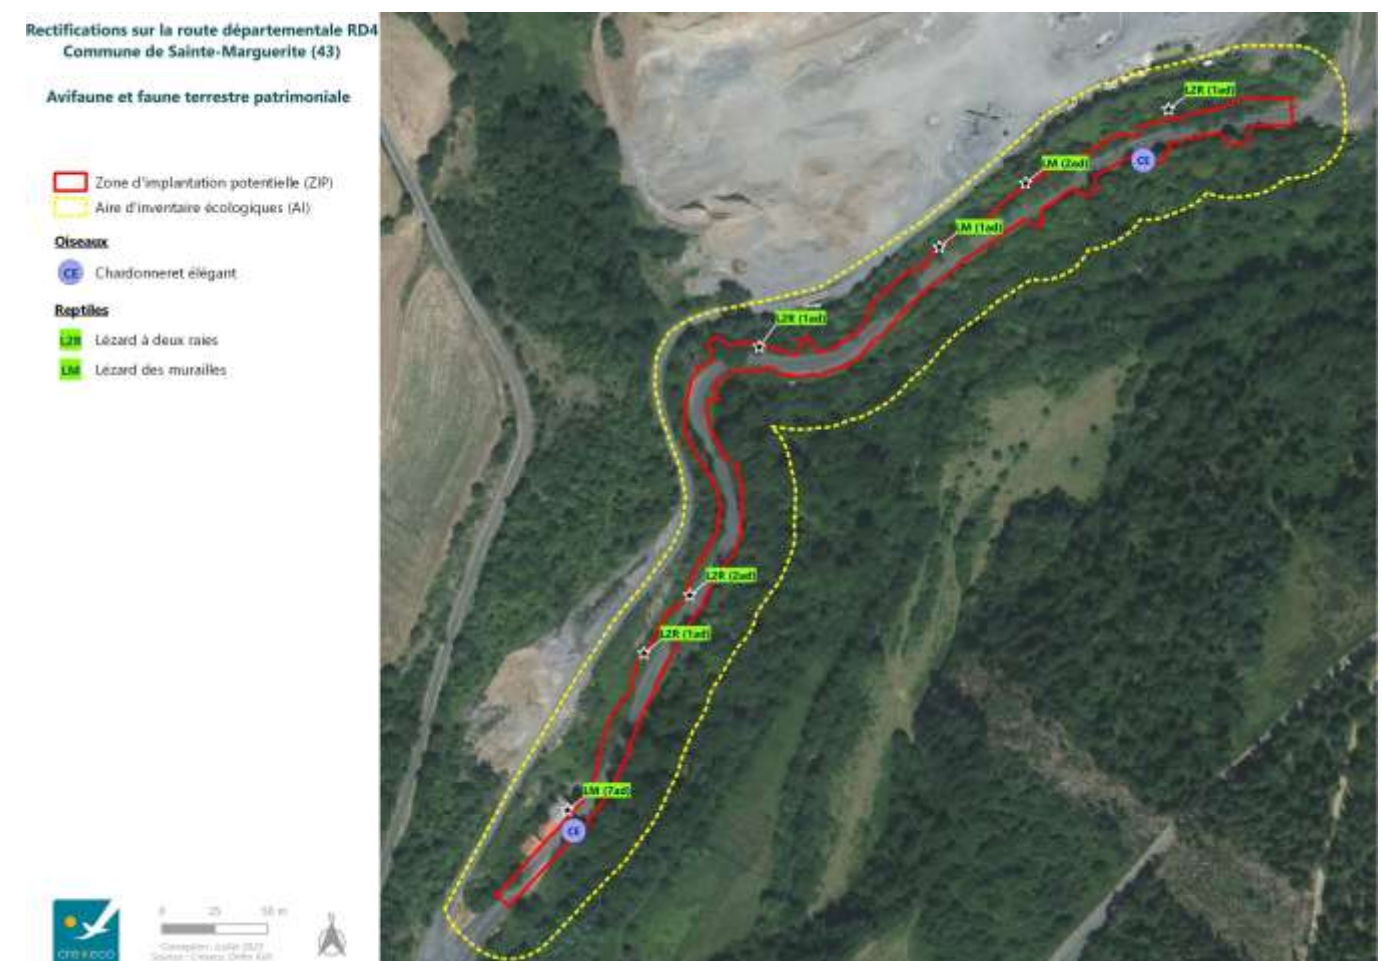 Rectifications sur la route départementale RD4
Commune de Sainte-Marguerite (43)
Avifaune et faune terrestre patrimoniale
Zone d'implantation potentielle (ZIP)
Aire d'inventaire écologiques (AI)
Oiseaux
CE Chardonneret élégant
Reptiles
L2R Lézard à deux raies
LM Lézard des murailles
L2R (1ad)
CE
LM (2ad)
LM (1ad)
L2R (1ad)
L2R (2ad)
L2R (1ad)
LM (7ad)
CE
0 25 50 m
N